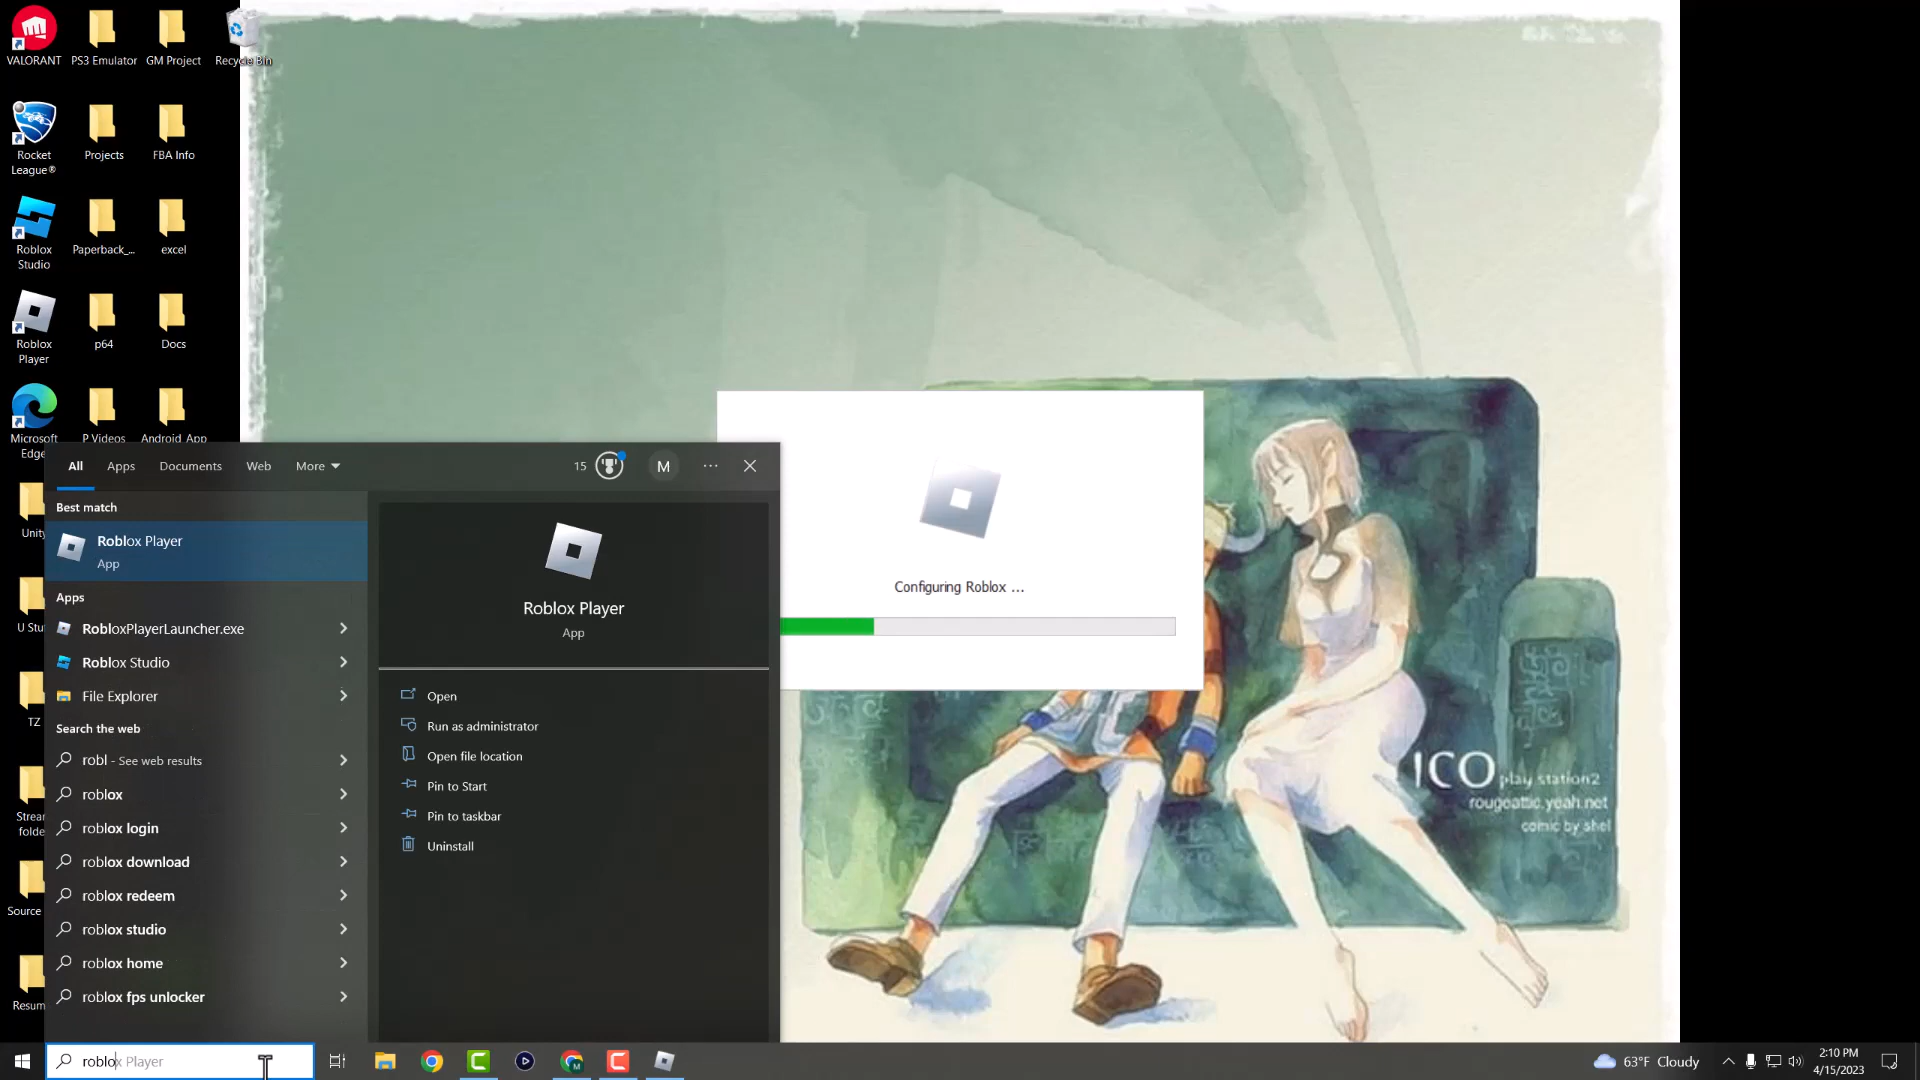 VALORANT
PS3 Emulator
GM Project
Recycle Bin
Rocket
League®
Projects
FBA Info
Roblox
Studio
Paperback_...
excel
Roblox
Player
p64
Docs
Microsoft
Edge
P Videos
Android_App
Unity
U Stu
TZ
Strea
folde
Source
Resum
All
Apps
Documents
Web
More
15
M
Best match
Roblox Player
App
Apps
RobloxPlayerLauncher.exe
Roblox Studio
File Explorer
Search the web
robl - See web results
roblox
roblox login
roblox download
roblox redeem
roblox studio
roblox home
roblox fps unlocker
Roblox Player
App
Open
Run as administrator
Open file location
Pin to Start
Pin to taskbar
Uninstall
Configuring Roblox ...
ICO play station2
rougeattic.yeah.net
comic by shel
roblox Player
63°F Cloudy
2:10 PM
4/15/2023